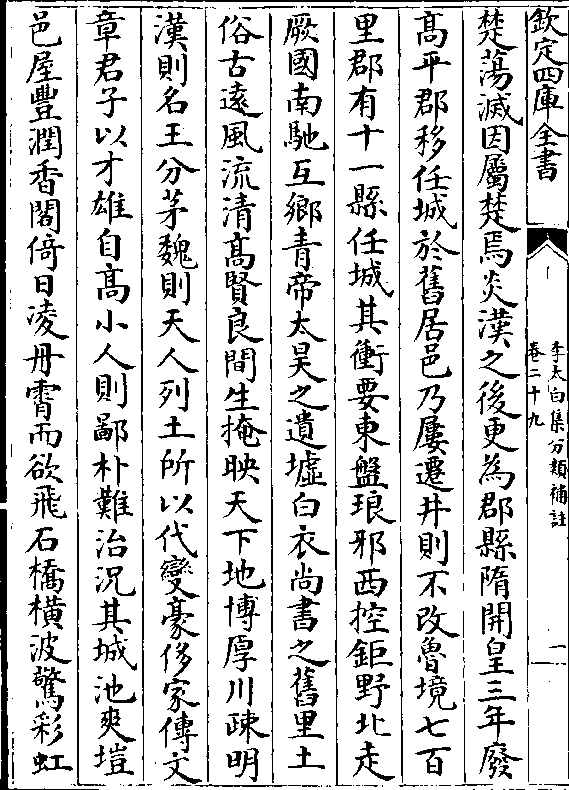 欽定四庫全書
李太白集分類補註
卷二十九
一
楚蕩滅因屬楚焉炎漢之後更為郡縣隋開皇三年廢
髙平郡移任城於舊居邑乃屢遷井則不改魯境七百
里郡有十一縣任城其衝要東盤琅邪西控鉅野北走
厥國南馳互鄉青帝太昊之遺墟白衣尚書之舊里土
俗古遠風流清髙賢良間生掩映天下地博厚川疎明
漢則名王分茅魏則天人列土所以代變豪侈家傳文
章君子以才雄自髙小人則鄙朴難治況其城池爽塏
邑屋豐潤香閣倚日凌丹霄而欲飛石橋横波驚彩虹